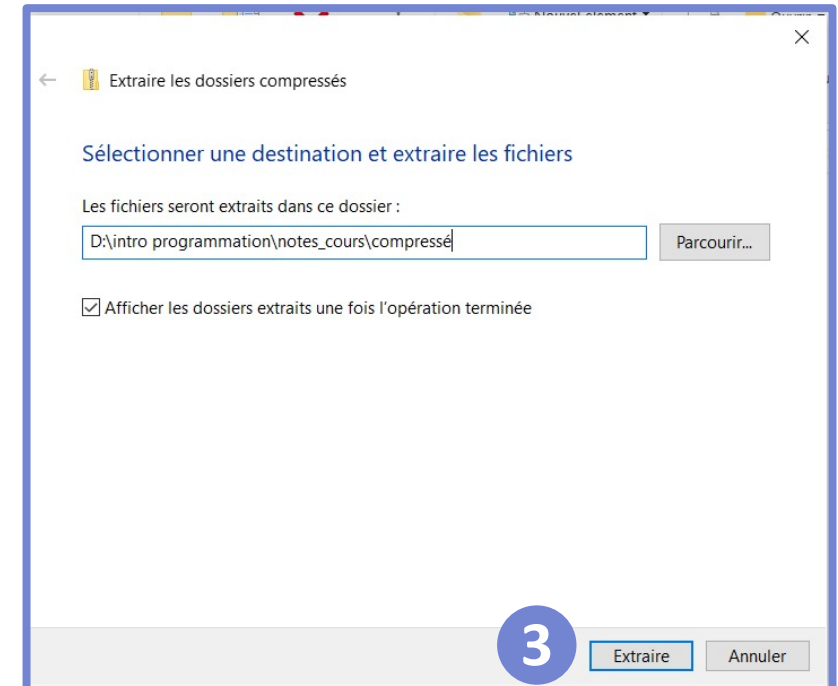 Extraire les dossiers compressés
Sélectionner une destination et extraire les fichiers
Les fichiers seront extraits dans ce dossier :
D:\intro programmation\notes_cours\compressé
Parcourir...
Afficher les dossiers extraits une fois l'opération terminée
3
Extraire
Annuler